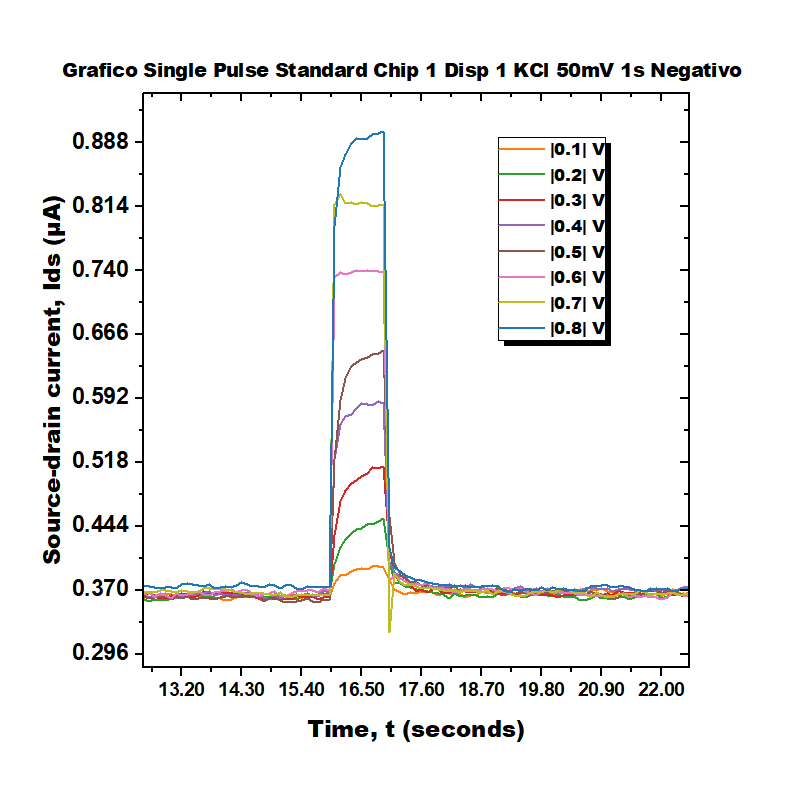 Grafico Single Pulse Standard Chip 1 Disp 1 KCl 50mV 1s Negativo
Source-drain current, Ids (µA)
0.888
0.814
0.740
0.666
0.592
0.518
0.444
0.370
0.296
|0.1| V
|0.2| V
|0.3| V
|0.4| V
|0.5| V
|0.6| V
|0.7| V
|0.8| V
13.20 14.30 15.40 16.50 17.60 18.70 19.80 20.90 22.00
Time, t (seconds)